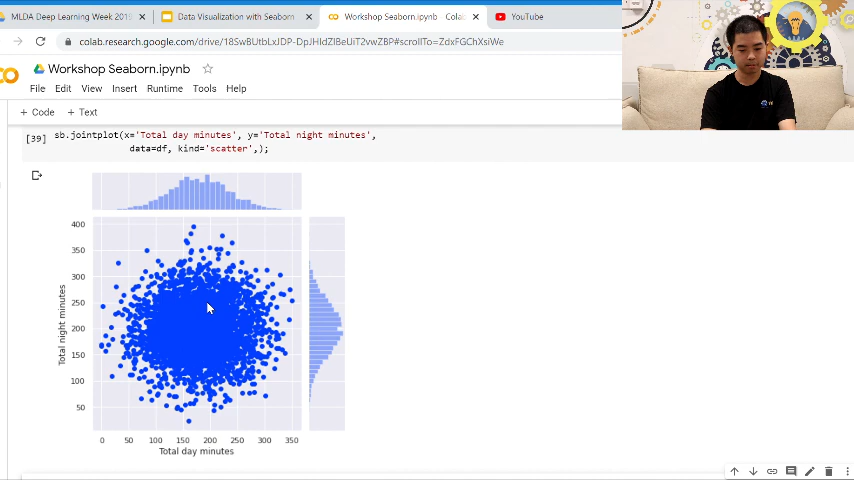 MLDA Deep Learning Week 2019
Data Visualization with Seaborn
Workshop Seaborn.ipynb - Colab
YouTube
colab.research.google.com/drive/18SwBUtbLxJDP-DpJHIdZlBeUiT2vwZBP#scrollTo=ZdxFGChXsiWe
Workshop Seaborn.ipynb
File Edit View Insert Runtime Tools Help
+ Code + Text
[39] sb.jointplot(x='Total day minutes', y='Total night minutes',
data=df, kind='scatter',);
400
350
300
250
200
150
100
50
Total night minutes
0 50 100 150 200 250 300 350
Total day minutes